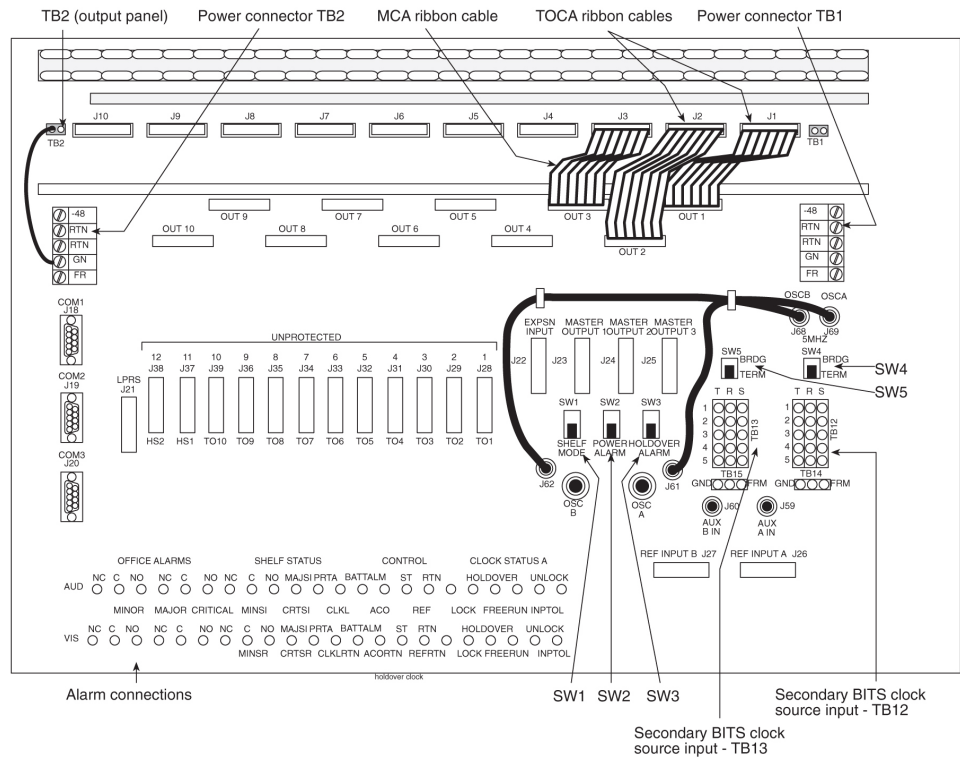 TB2 (output panel)
Power connector TB2
MCA ribbon cable
TOCA ribbon cables
Power connector TB1
J10
J9
J8
J7
J6
J5
J4
J3
J2
J1
TB2
TB1
OUT 9
OUT 7
OUT 5
OUT 3
OUT 1
OUT 10
OUT 8
OUT 6
OUT 4
OUT 2
-48
RTN
RTN
GN
FR
-48
RTN
RTN
GN
FR
COM1
J18
COM2
J19
COM3
J20
OSCB
OSCA
J68
J69
5MHZ
UNPROTECTED
12 11 10 9 8 7 6 5 4 3 2 1
LPRS
J21
J38 J37 J39 J36 J35 J34 J33 J32 J31 J30 J29 J28
HS2 HS1 TO10 TO9 TO8 TO7 TO6 TO5 TO4 TO3 TO2 TO1
EXPSN
INPUT
MASTER
OUTPUT 1
MASTER
OUTPUT 2
MASTER
OUTPUT 3
J22
J23
J24
J25
SW1
SW2
SW3
SHELF
MODE
POWER
ALARM
HOLDOVER
ALARM
J62
J61
OSC
B
OSC
A
SW5
BRDG
TERM
SW4
BRDG
TERM
SW4
SW5
T R S
T R S
1
2
3
4
5
1
2
3
4
5
TB13
TB12
TB15
TB14
GND
FRM
GND
FRM
J60
J59
AUX
B IN
AUX
A IN
REF INPUT B J27
REF INPUT A J26
OFFICE ALARMS
SHELF STATUS
CONTROL
CLOCK STATUS A
NC C NO NC C NO NC C NO MAJSI PRTA BATTALM ST RTN HOLDOVER UNLOCK
AUD
MINOR MAJOR CRITICAL MINSI CRTSI CLKL ACO REF LOCK FREERUN INPTOL
NC C NO NC C NO NC C NO MAJSI PRTA BATTALM ST RTN HOLDOVER UNLOCK
VIS
MINSR CRTSR CLKLRTN ACORTN REFRTN LOCK FREERUN INPTOL
holdover clock
Alarm connections
SW1
SW2
SW3
Secondary BITS clock
source input - TB12
Secondary BITS clock
source input - TB13